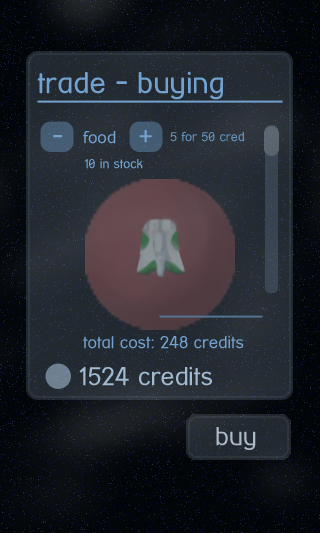 trade - buying
- food + 5 for 50 cred
10 in stock
total cost: 248 credits
1524 credits
buy